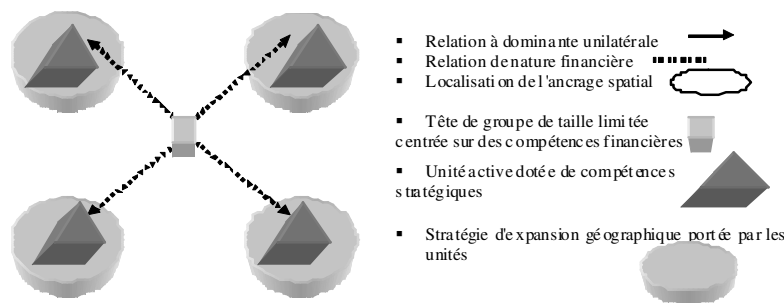 ▪ Relation à dominante unilatérale
▪ Relation de nature financière
▪ Localisation de l'ancrage spatial
▪ Tête de groupe de taille limitée
centrée sur des compétences financières
▪ Unité active dotée de compétences
stratégiques
▪ Stratégie d'expansion géographique portée par les
unités